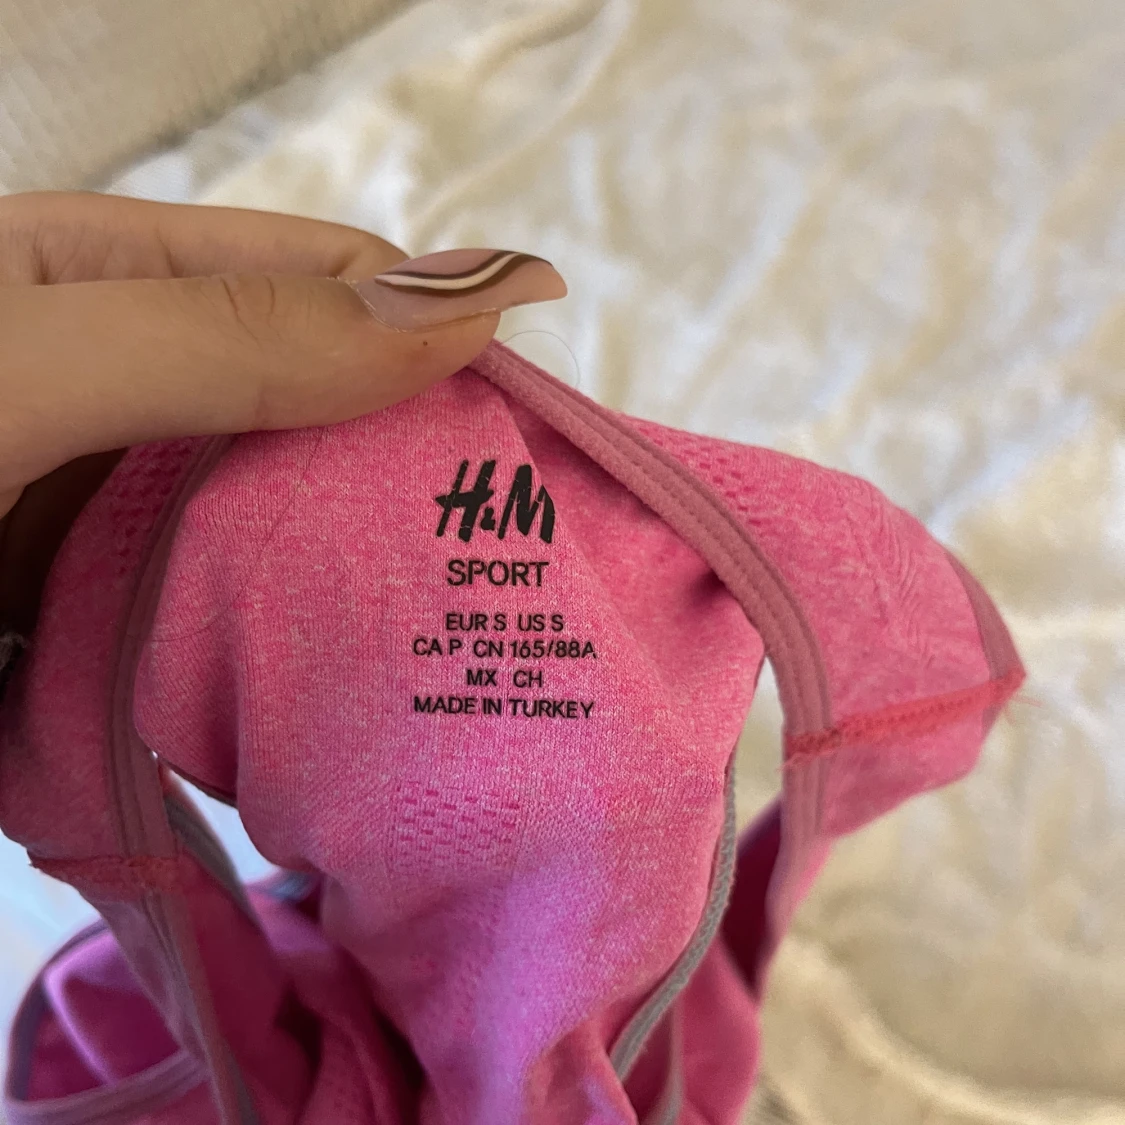 H&M
SPORT
EUR S US S
CA P CN 165/88A
MX CH
MADE IN TURKEY